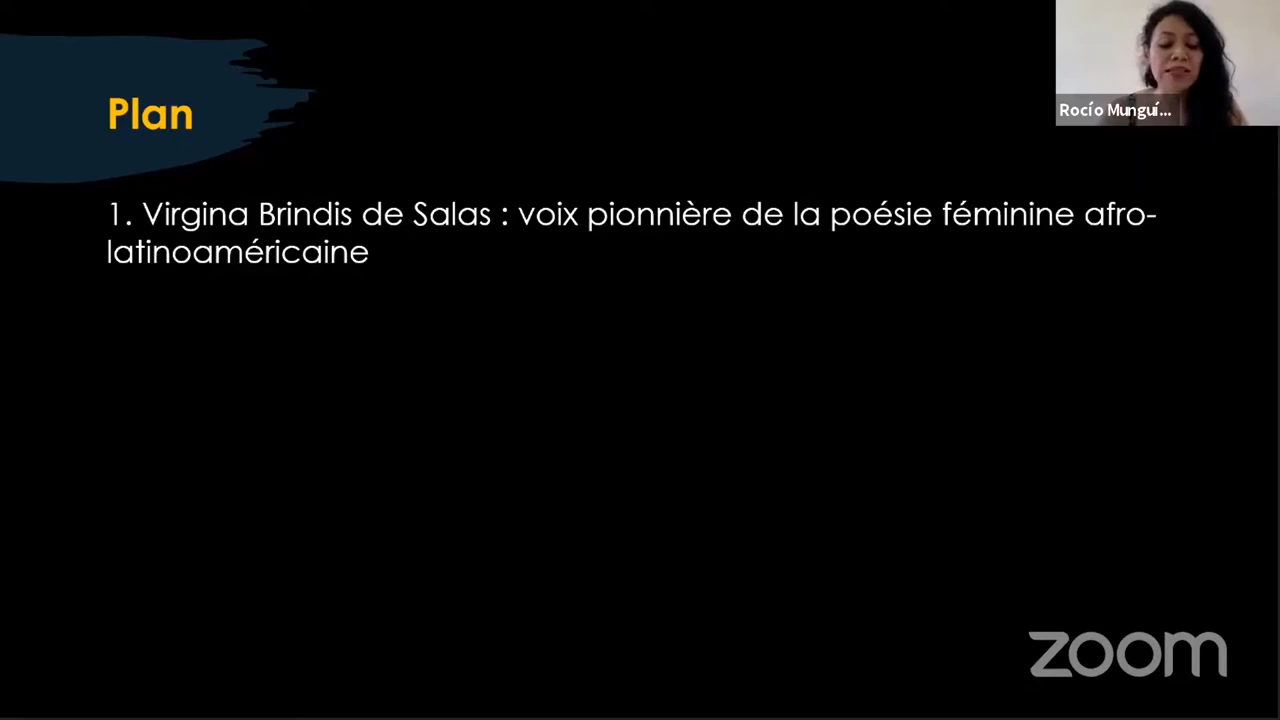 Plan
Rocío Munguí...
1. Virgina Brindis de Salas : voix pionnière de la poésie féminine afro-
latinoaméricaine
zoom